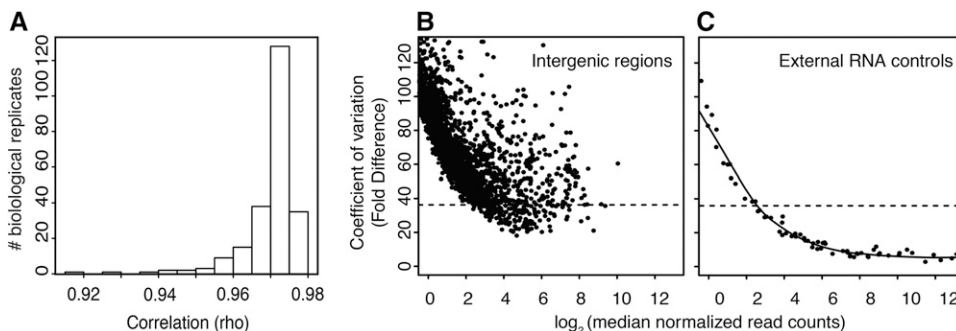 A
# biolological replicates
0 20 40 60 80 100 120
0.92 0.94 0.96 0.98
Correlation (rho)
B
Intergenic regions
Coefficient of variation
(Fold Difference)
0 20 40 60 80 100 120
0 2 4 6 8 10 12
C
External RNA controls
0 2 4 6 8 10 12
log2 (median normalized read counts)